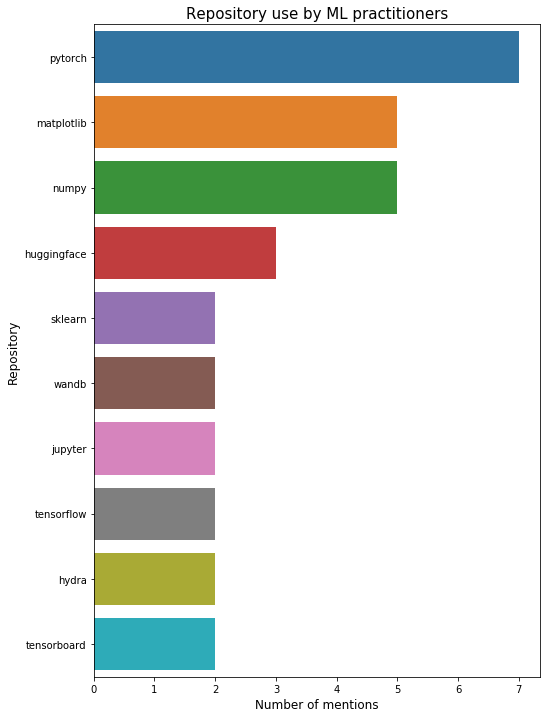 Repository use by ML practitioners
Repository
pytorch
matplotlib
numpy
huggingface
sklearn
wandb
jupyter
tensorflow
hydra
tensorboard
0 1 2 3 4 5 6 7
Number of mentions